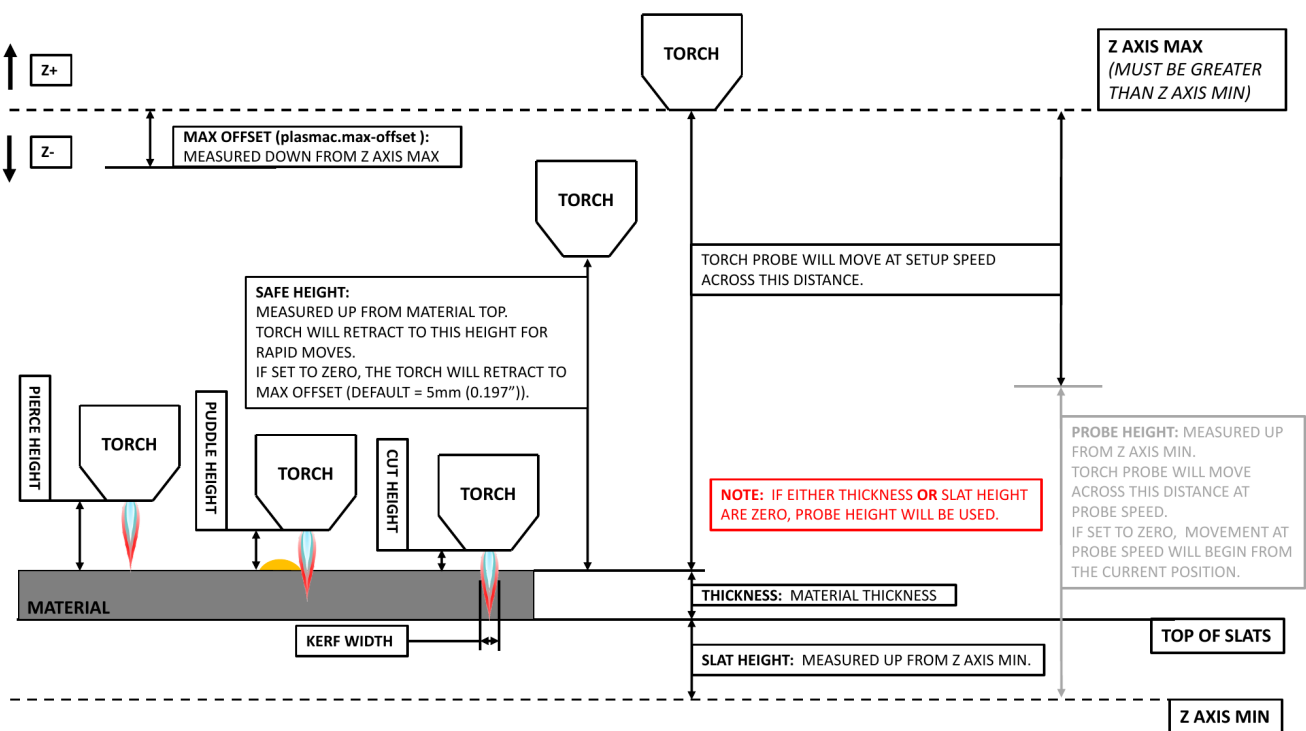 Z+
Z-
MAX OFFSET (plasmac.max-offset ):
MEASURED DOWN FROM Z AXIS MAX
TORCH
Z AXIS MAX
(MUST BE GREATER
THAN Z AXIS MIN)
TORCH
TORCH PROBE WILL MOVE AT SETUP SPEED
ACROSS THIS DISTANCE.
SAFE HEIGHT:
MEASURED UP FROM MATERIAL TOP.
TORCH WILL RETRACT TO THIS HEIGHT FOR
RAPID MOVES.
IF SET TO ZERO, THE TORCH WILL RETRACT TO
MAX OFFSET (DEFAULT = 5mm (0.197”)).
PIERCE HEIGHT
TORCH
PUDDLE HEIGHT
TORCH
CUT HEIGHT
TORCH
NOTE:  IF EITHER THICKNESS OR SLAT HEIGHT
ARE ZERO, PROBE HEIGHT WILL BE USED.
PROBE HEIGHT: MEASURED UP
FROM Z AXIS MIN.
TORCH PROBE WILL MOVE
ACROSS THIS DISTANCE AT
PROBE SPEED.
IF SET TO ZERO,  MOVEMENT AT
PROBE SPEED WILL BEGIN FROM
THE CURRENT POSITION.
MATERIAL
THICKNESS:  MATERIAL THICKNESS
KERF WIDTH
TOP OF SLATS
SLAT HEIGHT:  MEASURED UP FROM Z AXIS MIN.
Z AXIS MIN